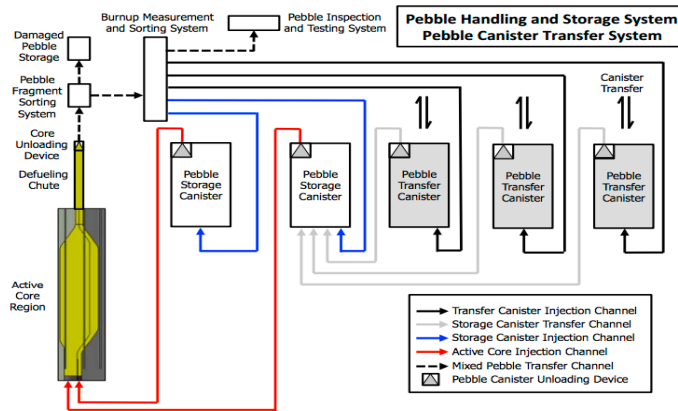 Burnup Measurement
and Sorting System
Pebble Inspection
and Testing System
Pebble Handling and Storage System
Pebble Canister Transfer System
Damaged
Pebble
Storage
Pebble
Fragment
Sorting
System
Core
Unloading
Device
Defueling
Chute
Active
Core
Region
Canister
Transfer
Pebble
Storage
Canister
Pebble
Storage
Canister
Pebble
Transfer
Canister
Pebble
Transfer
Canister
Pebble
Transfer
Canister
Transfer Canister Injection Channel
Storage Canister Transfer Channel
Storage Canister Injection Channel
Active Core Injection Channel
Mixed Pebble Transfer Channel
Pebble Canister Unloading Device